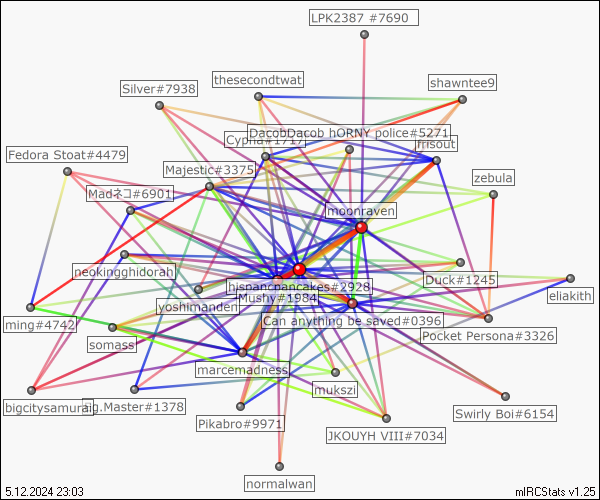 LPK2387 #7690
thesecondtwat
shawntee9
Silver#7938
DacobDacob hORNY police#5271
Cypha#1717
frisout
Fedora Stoat#4479
Majestic#3375
zebula
Madネコ#6901
moonraven
neokingghidorah
Duck#1245
hispanicpancakes#2928
eliakith
Mushy#1984
yoshimanden
Can anything be saved#0396
ming#4742
Pocket Persona#3326
somass
marcemadness
mukszi
bigcitysamurai
ig.Master#1378
Swirly Boi#6154
Pikabro#9971
JKOUYH VIII#7034
normalwan
5.12.2024 23:03
mIRCStats v1.25